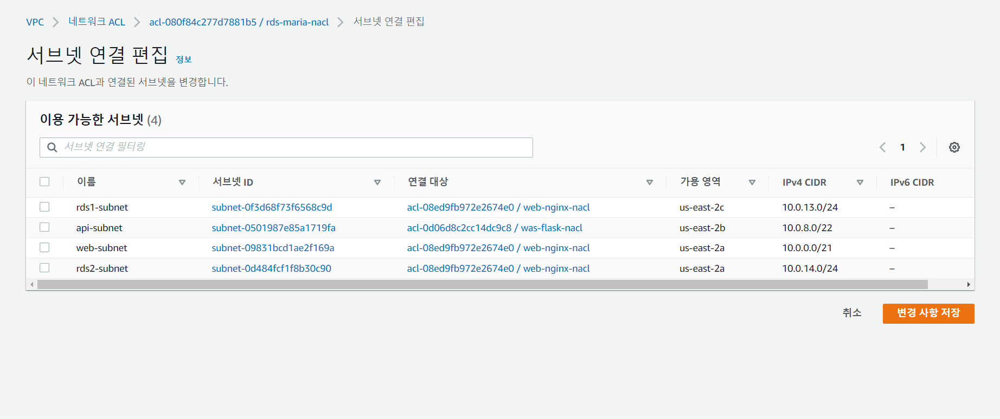 VPC > 네트워크 ACL > acl-080f84c277d7881b5 / rds-maria-nacl > 서브넷 연결 편집
서브넷 연결 편집 정보
이 네트워크 ACL과 연결된 서브넷을 변경합니다.
이용 가능한 서브넷 (4)
서브넷 연결 필터링 1
이름 서브넷 ID 연결 대상 가용 영역 IPv4 CIDR IPv6 CIDR
rds1-subnet subnet-0f3d68f73f6568c9d acl-08ed9fb972e2674e0 / web-nginx-nacl us-east-2c 10.0.13.0/24 –
api-subnet subnet-0501987e85a1719fa acl-0d06d8c2cc14dc9c8 / was-flask-nacl us-east-2b 10.0.8.0/22 –
web-subnet subnet-09831bcd1ae2f169a acl-08ed9fb972e2674e0 / web-nginx-nacl us-east-2a 10.0.0.0/21 –
rds2-subnet subnet-0d484fcf1f8b30c90 acl-08ed9fb972e2674e0 / web-nginx-nacl us-east-2a 10.0.14.0/24 –
취소 변경 사항 저장